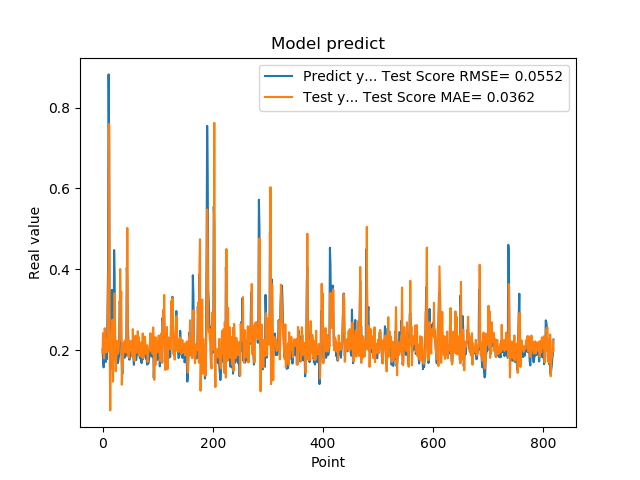 Model predict
Predict y... Test Score RMSE= 0.0552
Test y... Test Score MAE= 0.0362
Real value
0.8
0.6
0.4
0.2
0 200 400 600 800
Point